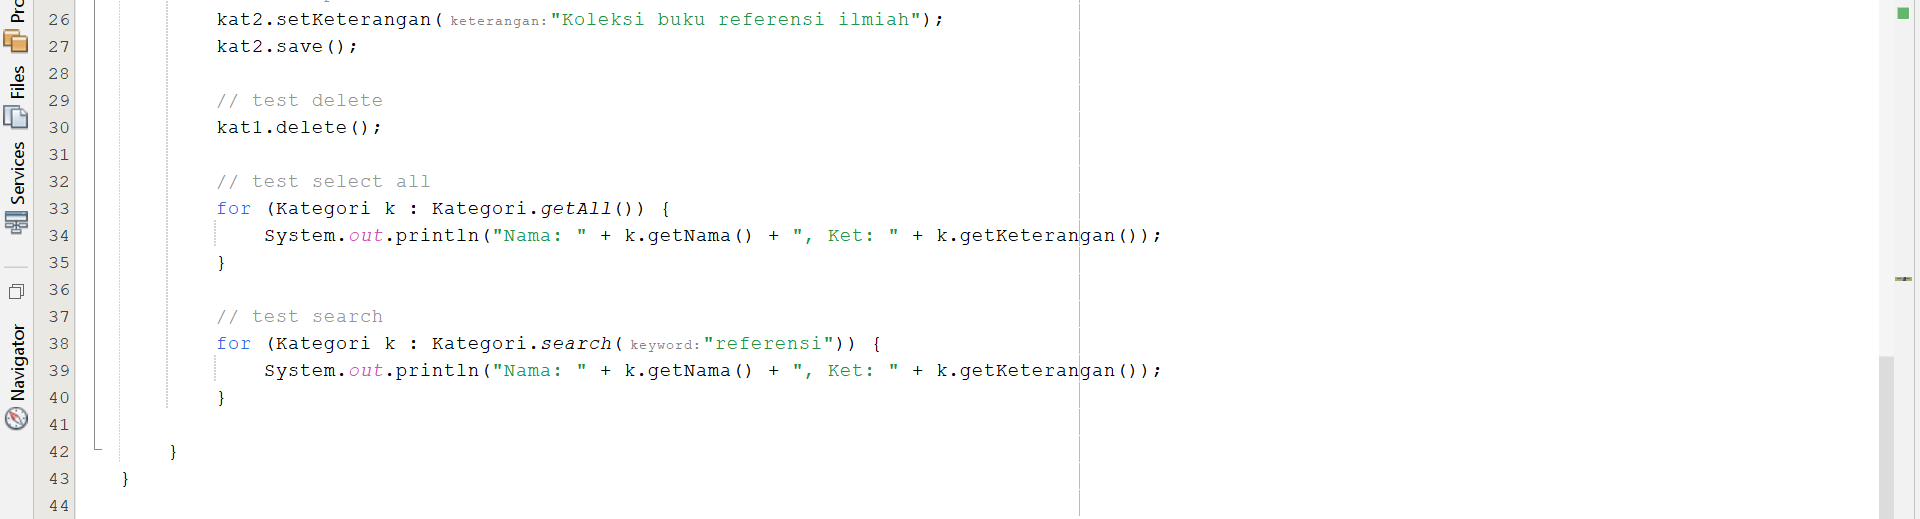 Files
Services
Navigator
26 kat2.setKeterangan( keterangan: "Koleksi buku referensi ilmiah");
27 kat2.save();
28
29 // test delete
30 kat1.delete();
31
32 // test select all
33 for (Kategori k : Kategori.getAll()) {
34 System.out.println("Nama: " + k.getNama() + ", Ket: " + k.getKeterangan());
35 }
36
37 // test search
38 for (Kategori k : Kategori.search( keyword: "referensi")) {
39 System.out.println("Nama: " + k.getNama() + ", Ket: " + k.getKeterangan());
40 }
41
42 }
43 }
44